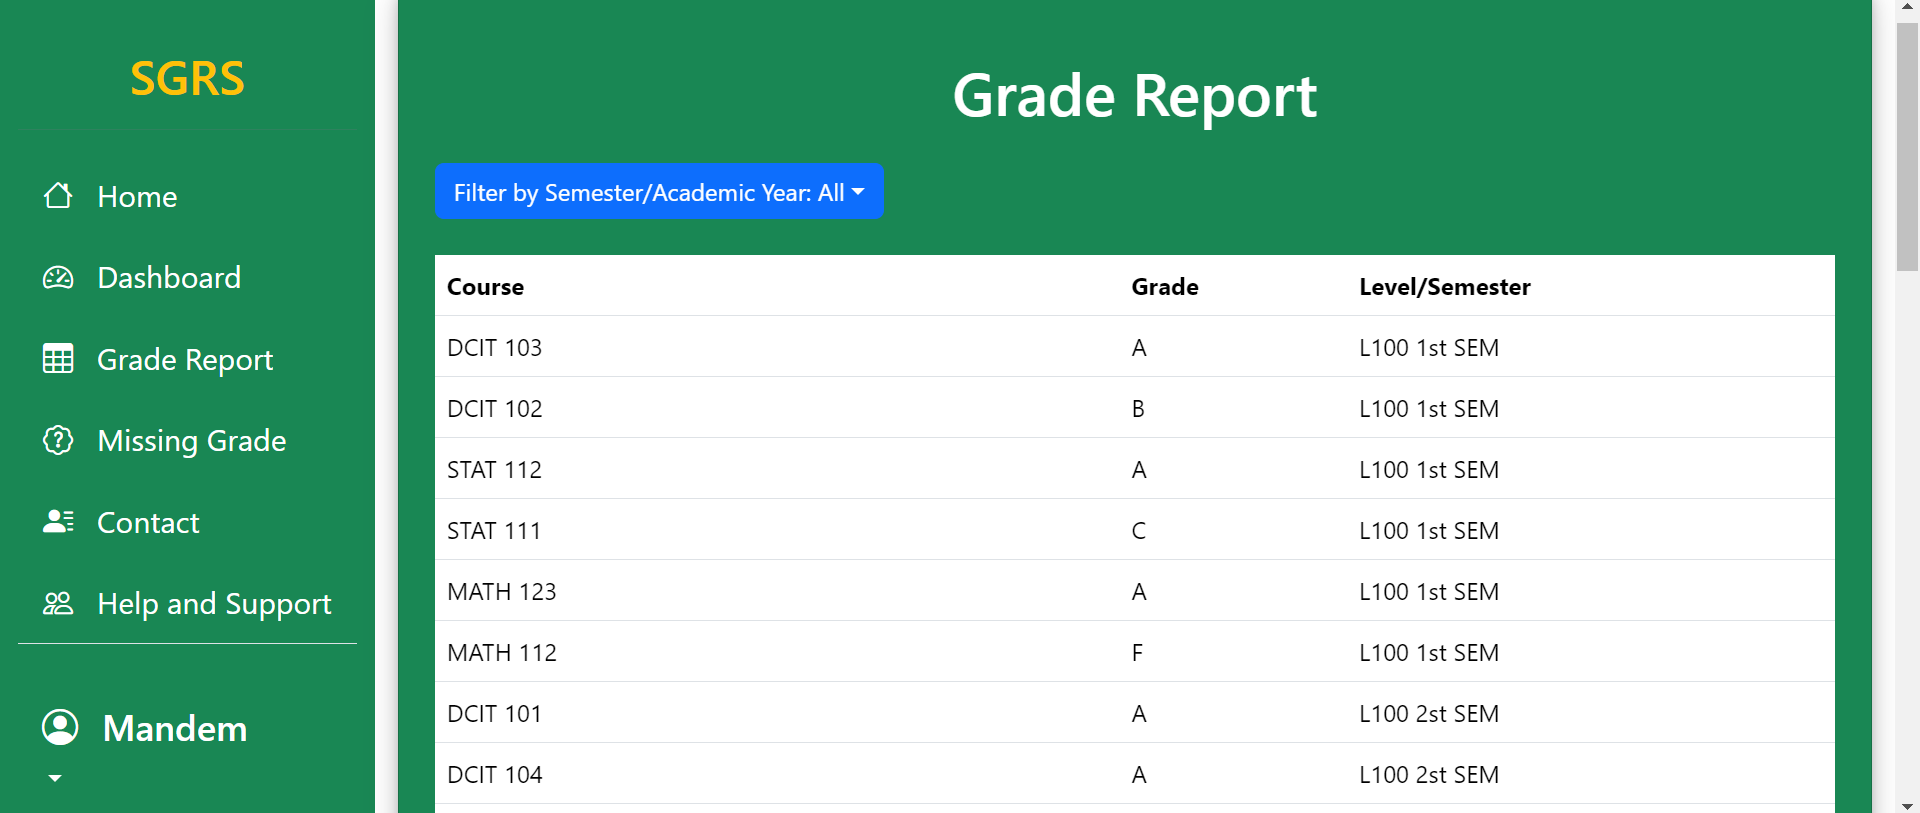 SGRS
Home
Dashboard
Grade Report
Missing Grade
Contact
Help and Support
Mandem
Grade Report
Filter by Semester/Academic Year: All
Course Grade Level/Semester
DCIT 103 A L100 1st SEM
DCIT 102 B L100 1st SEM
STAT 112 A L100 1st SEM
STAT 111 C L100 1st SEM
MATH 123 A L100 1st SEM
MATH 112 F L100 1st SEM
DCIT 101 A L100 2st SEM
DCIT 104 A L100 2st SEM